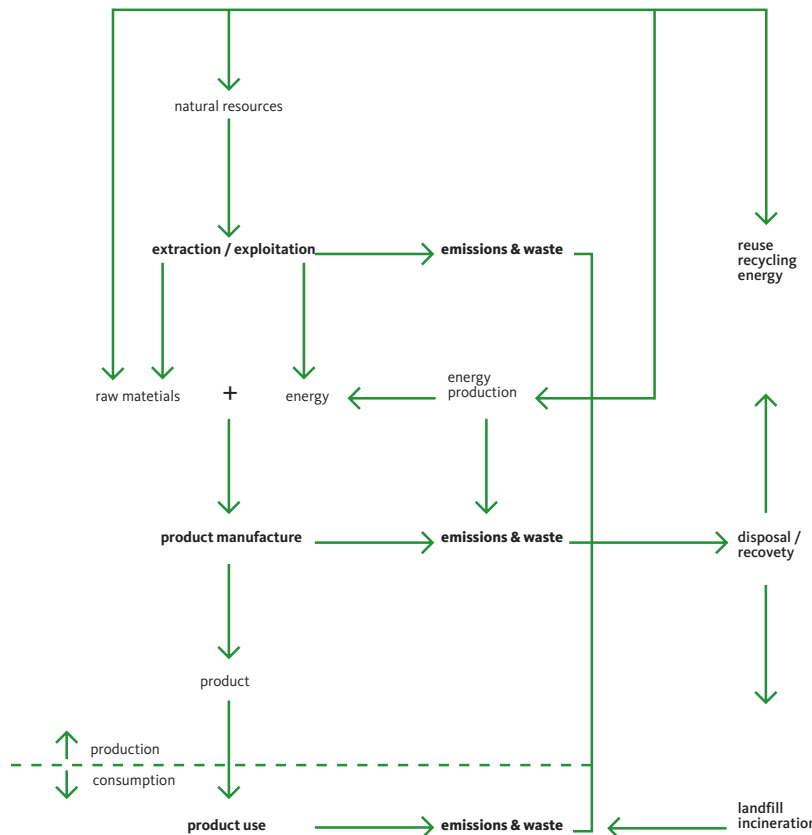 natural resources
extraction / exploitation
emissions & waste
reuse
recycling
energy
raw matetials
+
energy
energy
production
product manufacture
emissions & waste
disposal /
recovety
product
production
consumption
product use
emissions & waste
landfill
incineration